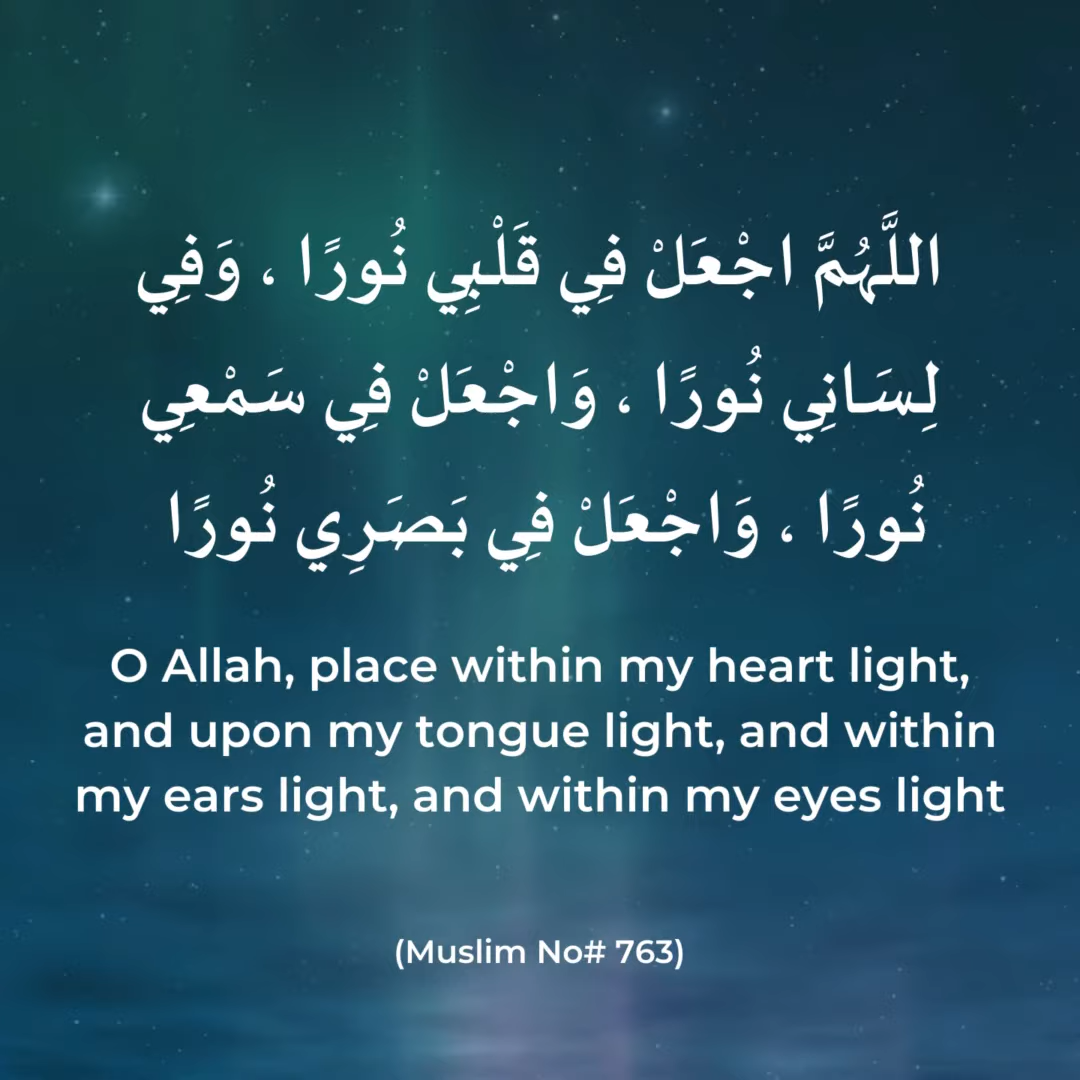 اللَّهُمَّ اجْعَلْ فِي قَلْبِي نُورًا ، وَفِي
لِسَانِي نُورًا ، وَاجْعَلْ فِي سَمْعِي
نُورًا ، وَاجْعَلْ فِي بَصَرِي نُورًا
O Allah, place within my heart light,
and upon my tongue light, and within
my ears light, and within my eyes light
(Muslim No# 763)